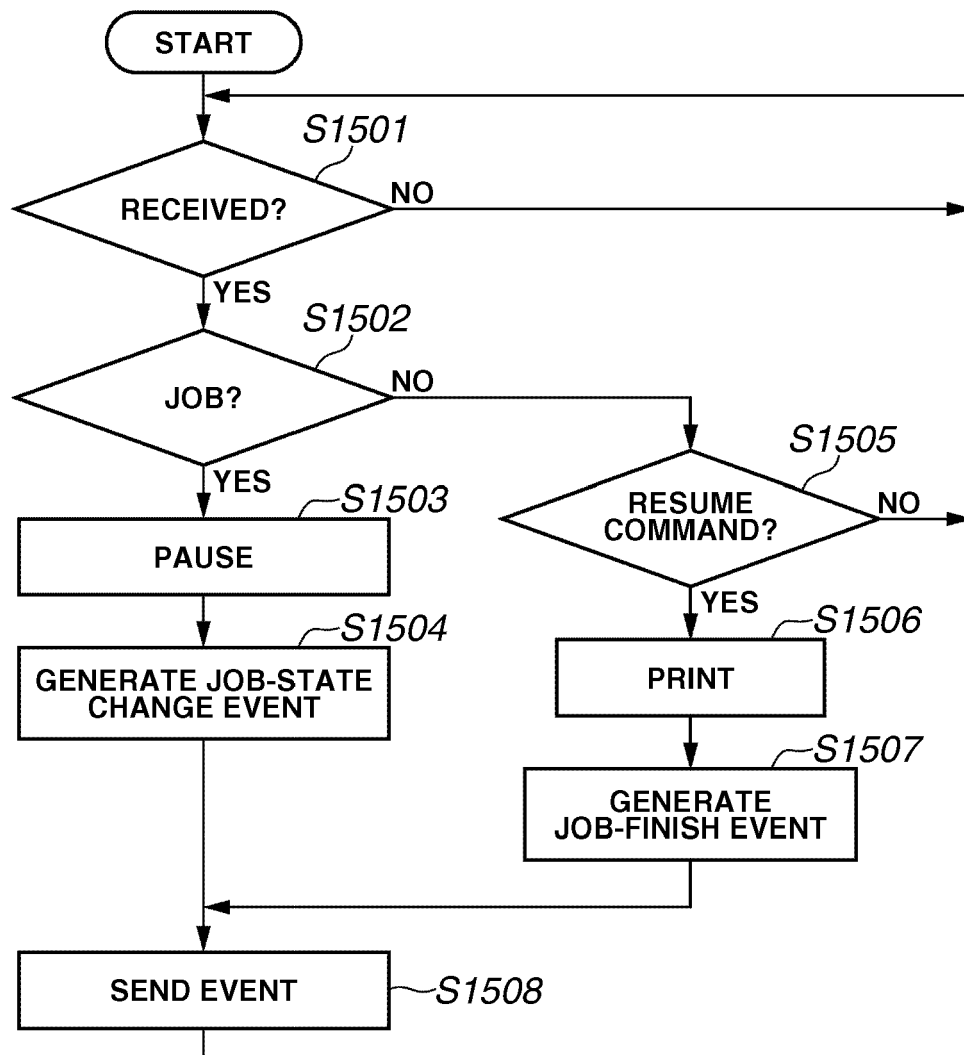 START
S1501
RECEIVED?
NO
YES
S1502
JOB?
NO
YES
S1505
RESUME
COMMAND?
NO
YES
S1503
PAUSE
S1504
GENERATE JOB-STATE
CHANGE EVENT
S1506
PRINT
S1507
GENERATE
JOB-FINISH EVENT
SEND EVENT
S1508